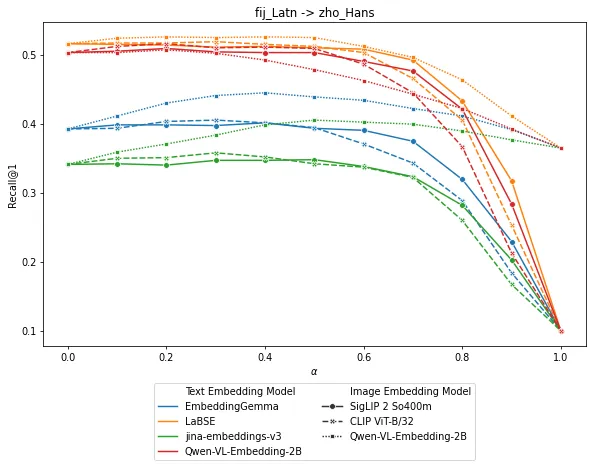 fij_Latn -> zho_Hans
Recall@1
0.5
0.4
0.3
0.2
0.1
0.0
0.2
0.4
0.6
0.8
1.0
α
Text Embedding Model
EmbeddingGemma
LaBSE
jina-embeddings-v3
Qwen-VL-Embedding-2B
Image Embedding Model
SigLIP 2 So400m
CLIP ViT-B/32
Qwen-VL-Embedding-2B